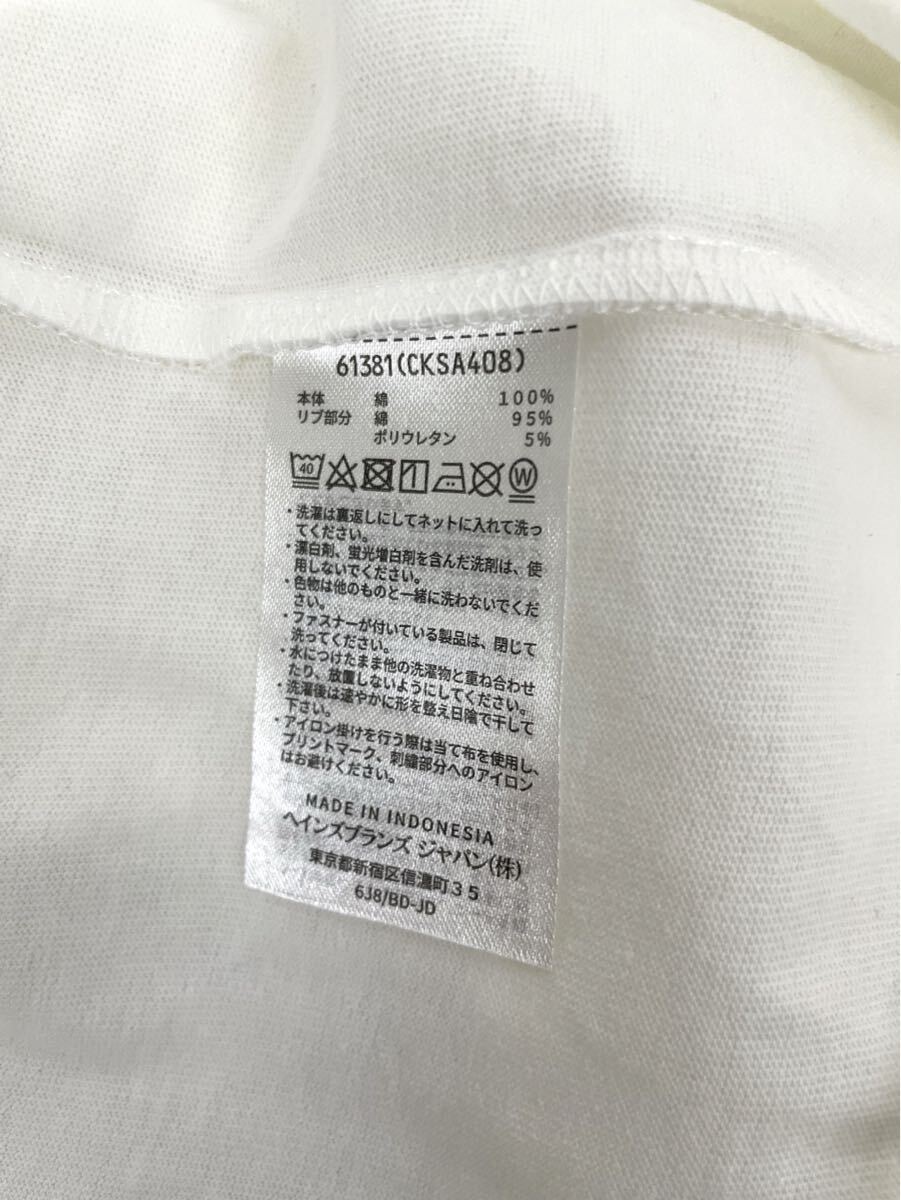 61381(CKSA408)
本体 綿 100%
リブ部分 綿 95%
ポリウレタン 5%
40 W
・洗濯は裏返しにしてネットに入れて洗っ
てください。
・漂白剤、蛍光増白剤を含んだ洗剤は、使
用しないでください。
・色物は他のものと一緒に洗わないでくだ
さい。
・ファスナーが付いている製品は、閉じて
洗ってください。
・水につけたまま他の洗濯物と重ね合わせ
たり、放置しないようにしてください。
・洗濯後は速やかに形を整え日陰で干して
下さい。
・アイロン掛けを行う際は当て布を使用し、
プリントマーク、刺繍部分へのアイロン
はお避けください。
MADE IN INDONESIA
ヘインズブランズ ジャパン(株)
東京都新宿区信濃町35
6J8/BD-JD